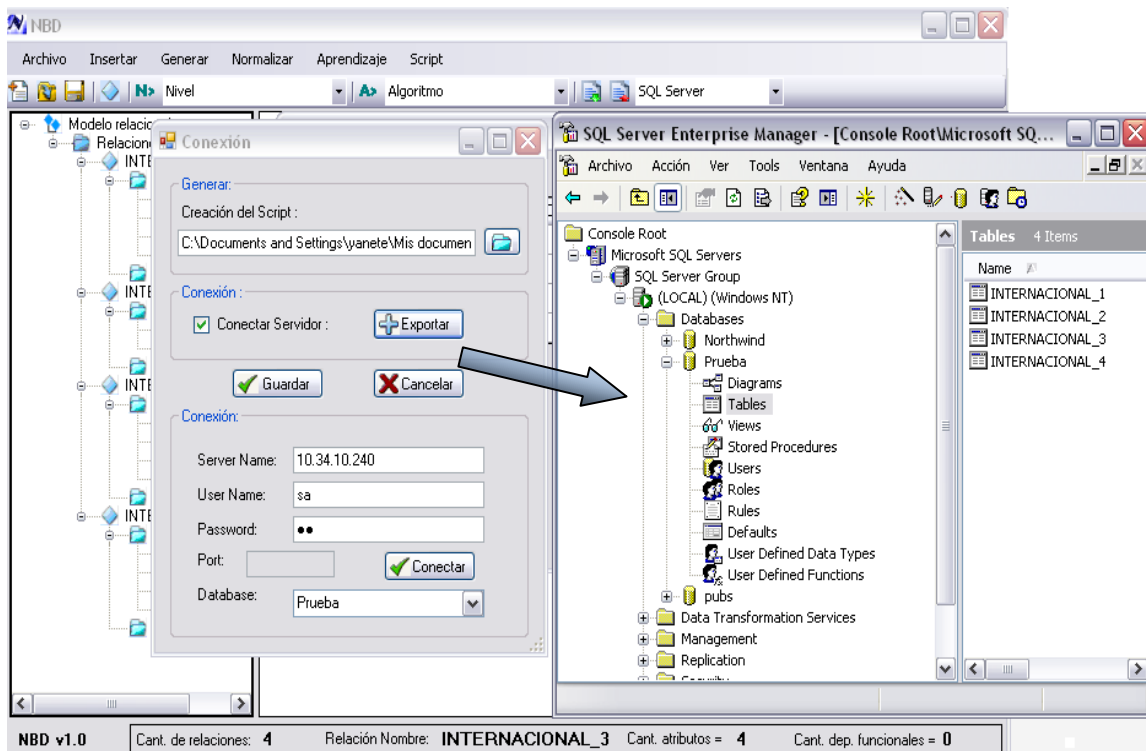 NBD
Archivo Insertar Generar Normalizar Aprendizaje Script
N> Nivel A> Algoritmo SQL Server
Modelo relacio
Relacion
INTE
INTE
INTE
INTE
Conexión
Generar:
Creación del Script :
C:\Documents and Settings\yanete\Mis documen
Conexión :
Conectar Servidor :
Exportar
Guardar
Cancelar
Conexión:
Server Name: 10.34.10.240
User Name: sa
Password: ●●
Port:
Conectar
Database: Prueba
SQL Server Enterprise Manager - [Console Root\Microsoft SQ...
Archivo Acción Ver Tools Ventana Ayuda
Console Root
Microsoft SQL Servers
SQL Server Group
(LOCAL) (Windows NT)
Databases
Northwind
Prueba
Diagrams
Tables
Views
Stored Procedures
Users
Roles
Rules
Defaults
User Defined Data Types
User Defined Functions
pubs
Data Transformation Services
Management
Replication
Tables 4 Items
Name
INTERNACIONAL_1
INTERNACIONAL_2
INTERNACIONAL_3
INTERNACIONAL_4
NBD v1.0 Cant. de relaciones: 4 Relación Nombre: INTERNACIONAL_3 Cant. atributos = 4 Cant. dep. funcionales = 0